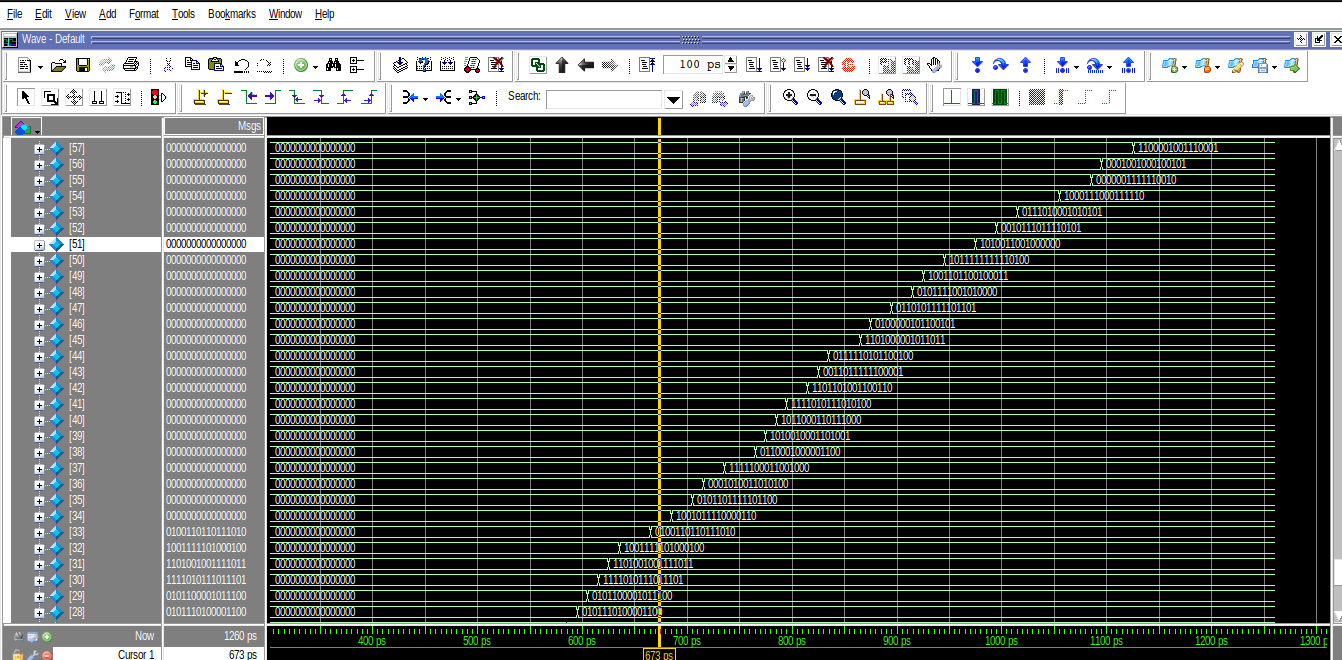 File Edit View Add Format Tools Bookmarks Window Help
Wave - Default
100 ps
Search:
Msgs
[57] 0000000000000000 0000000000000000 1100001001110001
[56] 0000000000000000 0000000000000000 0001001000100101
[55] 0000000000000000 0000000000000000 0000001111110010
[54] 0000000000000000 0000000000000000 1000111000111110
[53] 0000000000000000 0000000000000000 0111010001010101
[52] 0000000000000000 0000000000000000 0010111011110101
[51] 0000000000000000 0000000000000000 1010011001000000
[50] 0000000000000000 0000000000000000 1011111111110100
[49] 0000000000000000 0000000000000000 1001101100100011
[48] 0000000000000000 0000000000000000 0101111001010000
[47] 0000000000000000 0000000000000000 0110101111101101
[46] 0000000000000000 0000000000000000 0100000101100101
[45] 0000000000000000 0000000000000000 1101000001011011
[44] 0000000000000000 0000000000000000 0111110101100100
[43] 0000000000000000 0000000000000000 0011011111100001
[42] 0000000000000000 0000000000000000 1101101001100110
[41] 0000000000000000 0000000000000000 1111010111010100
[40] 0000000000000000 0000000000000000 1011000110111000
[39] 0000000000000000 0000000000000000 1010010001101001
[38] 0000000000000000 0000000000000000 0110001000001100
[37] 0000000000000000 0000000000000000 1111100011001000
[36] 0000000000000000 0000000000000000 0001010011010100
[35] 0000000000000000 0000000000000000 0101101111101100
[34] 0000000000000000 0000000000000000 1001011110000110
[33] 0100110110111010 0000000000000000 0100110110111010
[32] 1001111101000100 0000000000000000 1001111101000100
[31] 1101001001111011 0000000000000000 1101001001111011
[30] 1111010111011101 0000000000000000 1111010111011101
[29] 0101100001011100 0000000000000000 0101100001011100
[28] 0101110100001100 0000000000000000 0101110100001100
Now 1260 ps 400 ps 500 ps 600 ps 700 ps 800 ps 900 ps 1000 ps 1100 ps 1200 ps 1300 p
Cursor 1 673 ps 673 ps